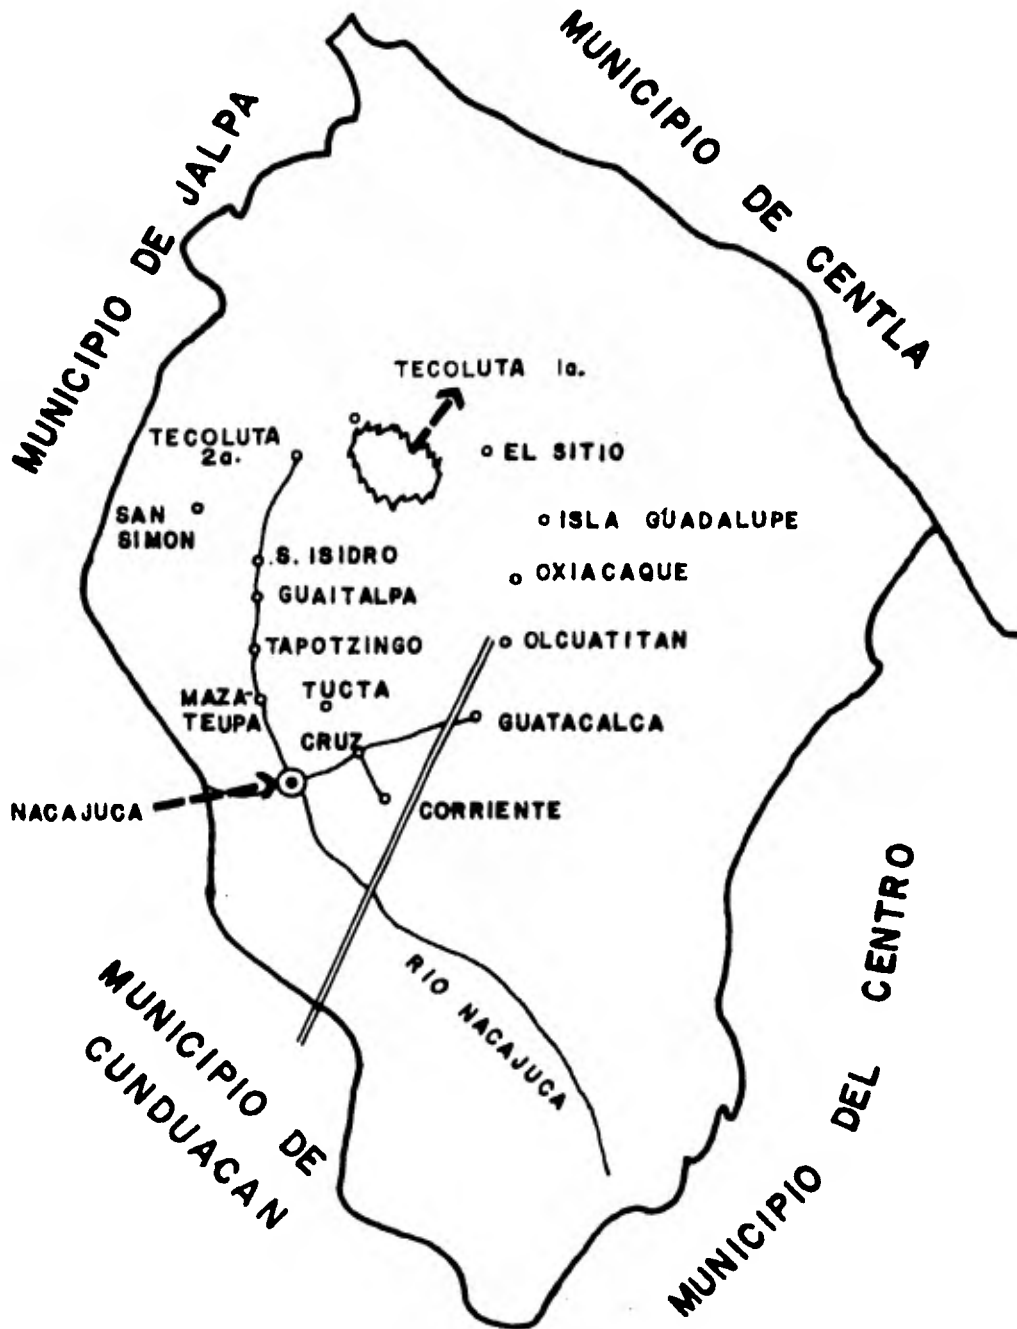 MUNICIPIO DE JALPA
MUNICIPIO DE CENTLA
TECOLUTA 1a.
TECOLUTA
2a.
EL SITIO
SAN
SIMON
ISLA GUADALUPE
S. ISIDRO
OXIACAQUE
GUAITALPA
TAPOTZINGO
OLCUATITAN
MAZA-
TEUPA
TUCTA
CRUZ
GUATACALCA
NACAJUCA
CORRIENTE
RIO NACAJUCA
MUNICIPIO DE
CUNDUACAN
MUNICIPIO DEL CENTRO